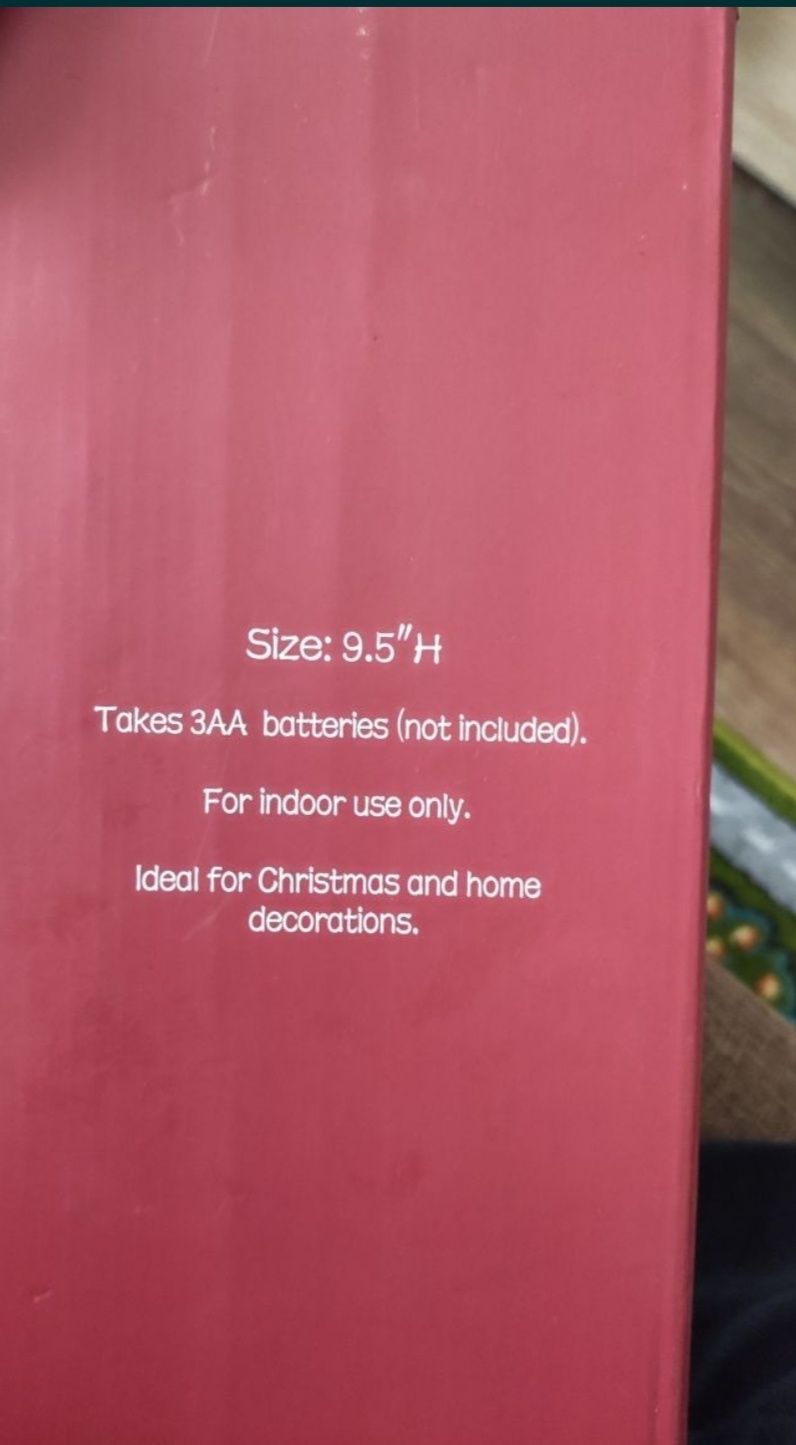 Size: 9.5"H
Takes 3AA batteries (not included).
For indoor use only.
Ideal for Christmas and home
decorations.